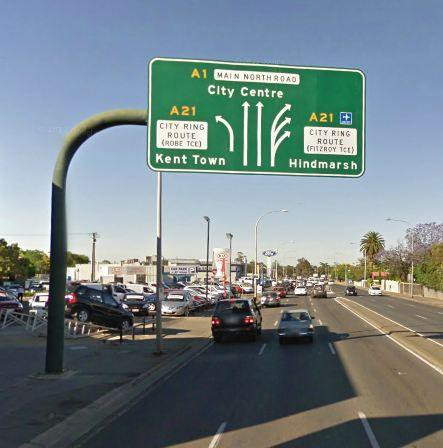 A1 MAIN NORTH ROAD
City Centre
A21
CITY RING
ROUTE
(ROBE TCE)
Kent Town
A21
CITY RING
ROUTE
(FITZROY TCE)
Hindmarsh